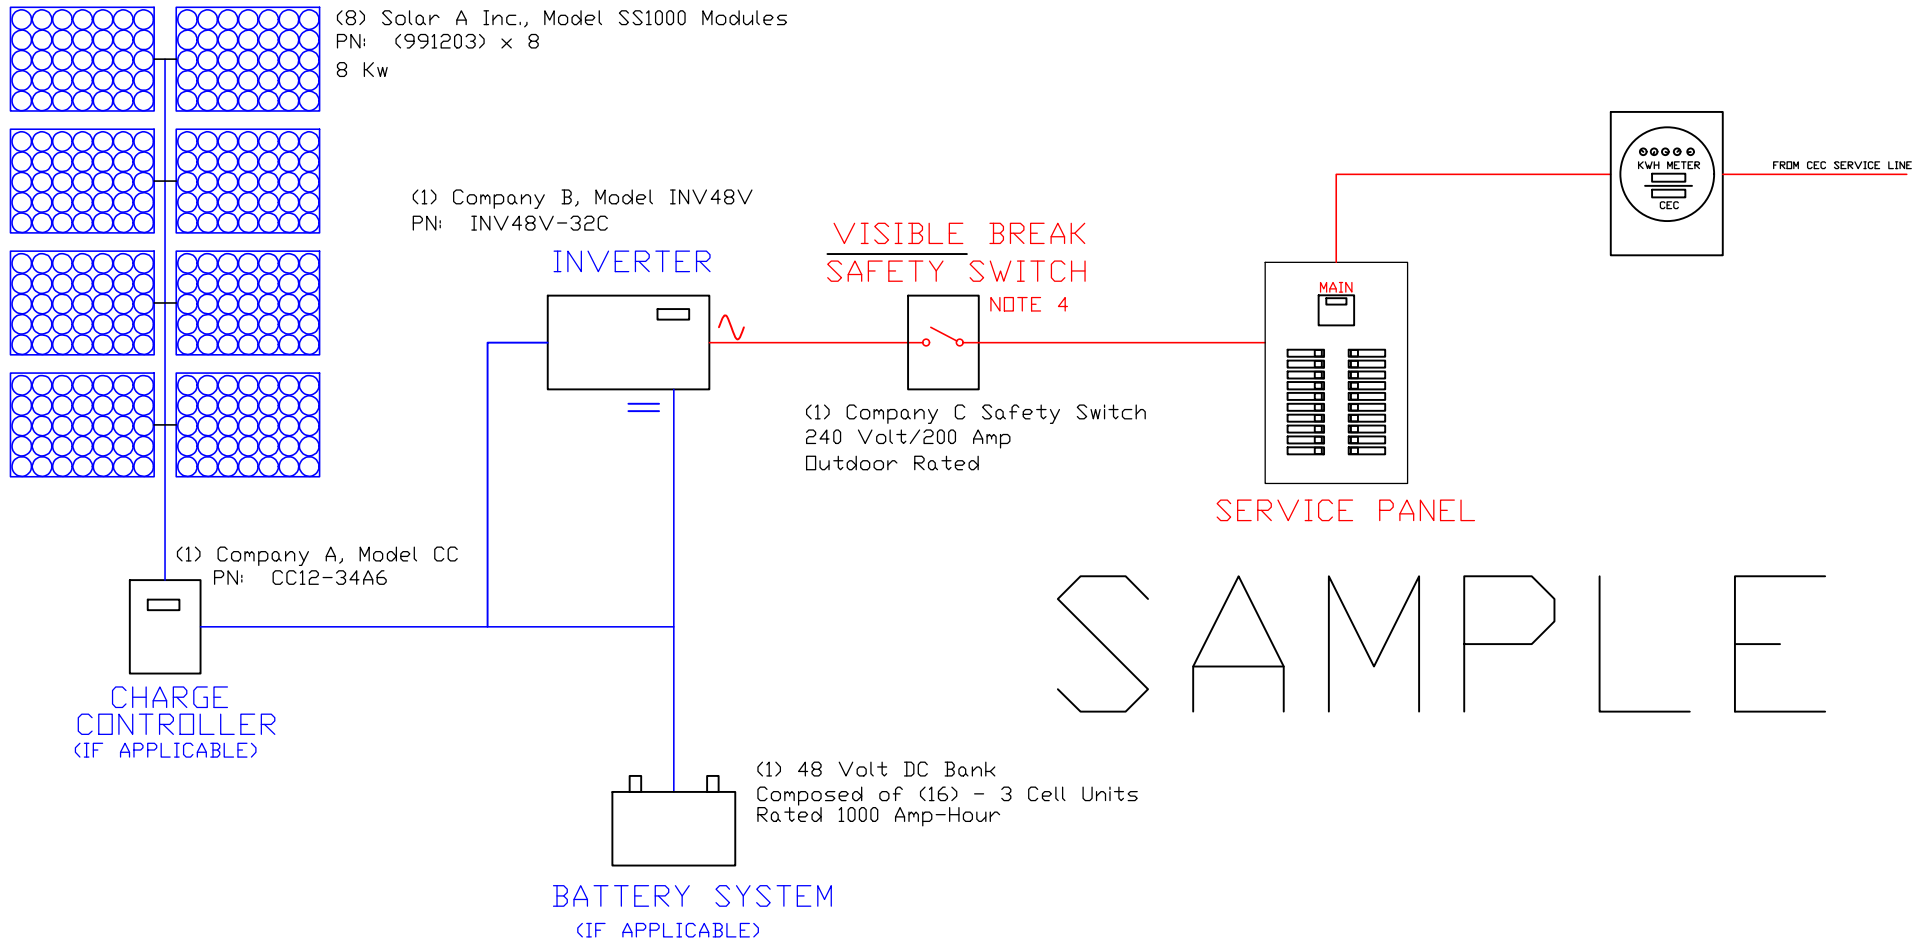 (8) Solar A Inc., Model SS1000 Modules
PN: (991203) x 8
8 Kw
(1) Company B, Model INV48V
PN: INV48V-32C
INVERTER
VISIBLE BREAK
SAFETY SWITCH
NOTE 4
KWH METER
CEC
FROM CEC SERVICE LINE
MAIN
(1) Company C Safety Switch
240 Volt/200 Amp
Outdoor Rated
SERVICE PANEL
(1) Company A, Model CC
PN: CC12-34A6
CHARGE
CONTROLLER
(IF APPLICABLE)
SAMPLE
(1) 48 Volt DC Bank
Composed of (16) - 3 Cell Units
Rated 1000 Amp-Hour
BATTERY SYSTEM
(IF APPLICABLE)